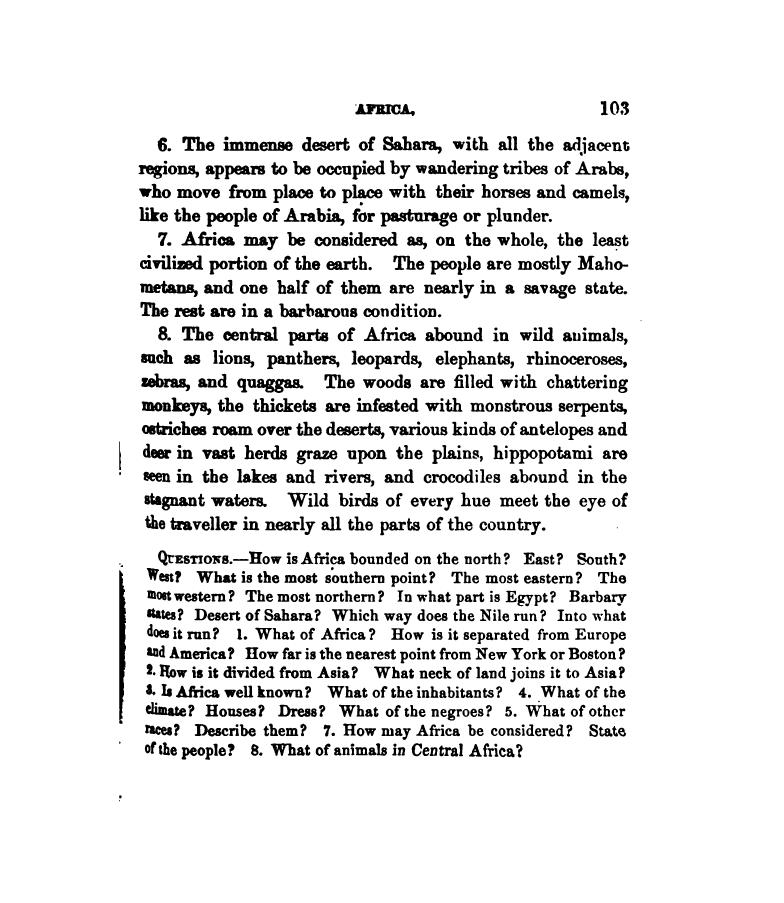 AFRICA. 103
6. The immense desert of Sahara, with all the adjacent
regions, appears to be occupied by wandering tribes of Arabs,
who move from place to place with their horses and camels,
like the people of Arabia, for pasturage or plunder.
7. Africa may be considered as, on the whole, the least
civilized portion of the earth. The people are mostly Maho-
metans, and one half of them are nearly in a savage state.
The rest are in a barbarous condition.
8. The central parts of Africa abound in wild animals,
such as lions, panthers, leopards, elephants, rhinoceroses,
zebras, and quaggas. The woods are filled with chattering
monkeys, the thickets are infested with monstrous serpents,
ostriches roam over the deserts, various kinds of antelopes and
deer in vast herds graze upon the plains, hippopotami are
seen in the lakes and rivers, and crocodiles abound in the
stagnant waters. Wild birds of every hue meet the eye of
the traveller in nearly all the parts of the country.
QUESTIONS.—How is Africa bounded on the north? East? South?
West? What is the most southern point? The most eastern? The
most western? The most northern? In what part is Egypt? Barbary
States? Desert of Sahara? Which way does the Nile run? Into what
does it run? 1. What of Africa? How is it separated from Europe
and America? How far is the nearest point from New York or Boston?
2. How is it divided from Asia? What neck of land joins it to Asia?
3. Is Africa well known? What of the inhabitants? 4. What of the
climate? Houses? Dress? What of the negroes? 5. What of other
races? Describe them? 7. How may Africa be considered? State
of the people? 8. What of animals in Central Africa?